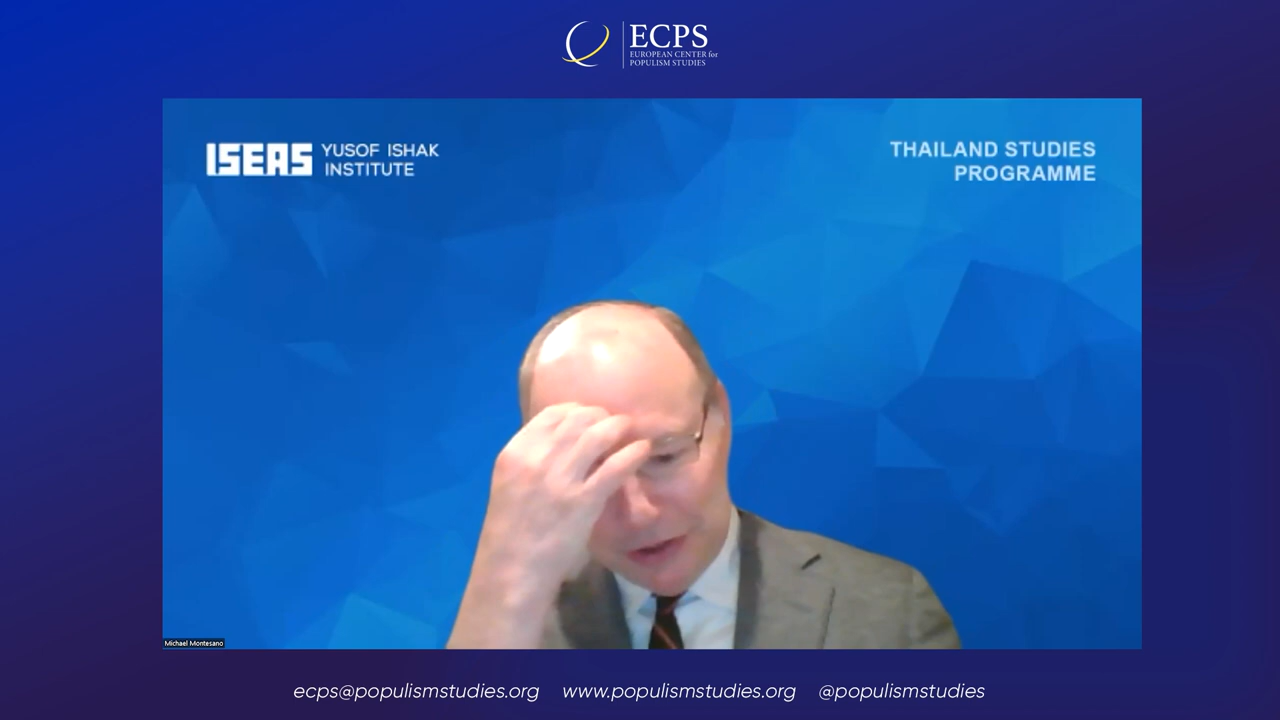 ECPS
EUROPEAN CENTER for
POPULISM STUDIES
ISEAS YUSOF ISHAK
INSTITUTE
THAILAND STUDIES
PROGRAMME
Michael Montesano
ecps@populismstudies.org www.populismstudies.org @populismstudies